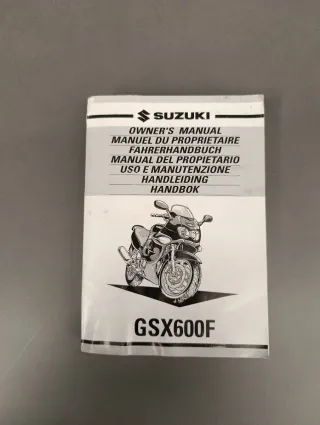 SUZUKI
OWNER'S MANUAL
MANUEL DU PROPRIETAIRE
FAHRERHANDBUCH
MANUAL DEL PROPIETARIO
USO E MANUTENZIONE
HANDLEIDING
HANDBOK
GSX600F